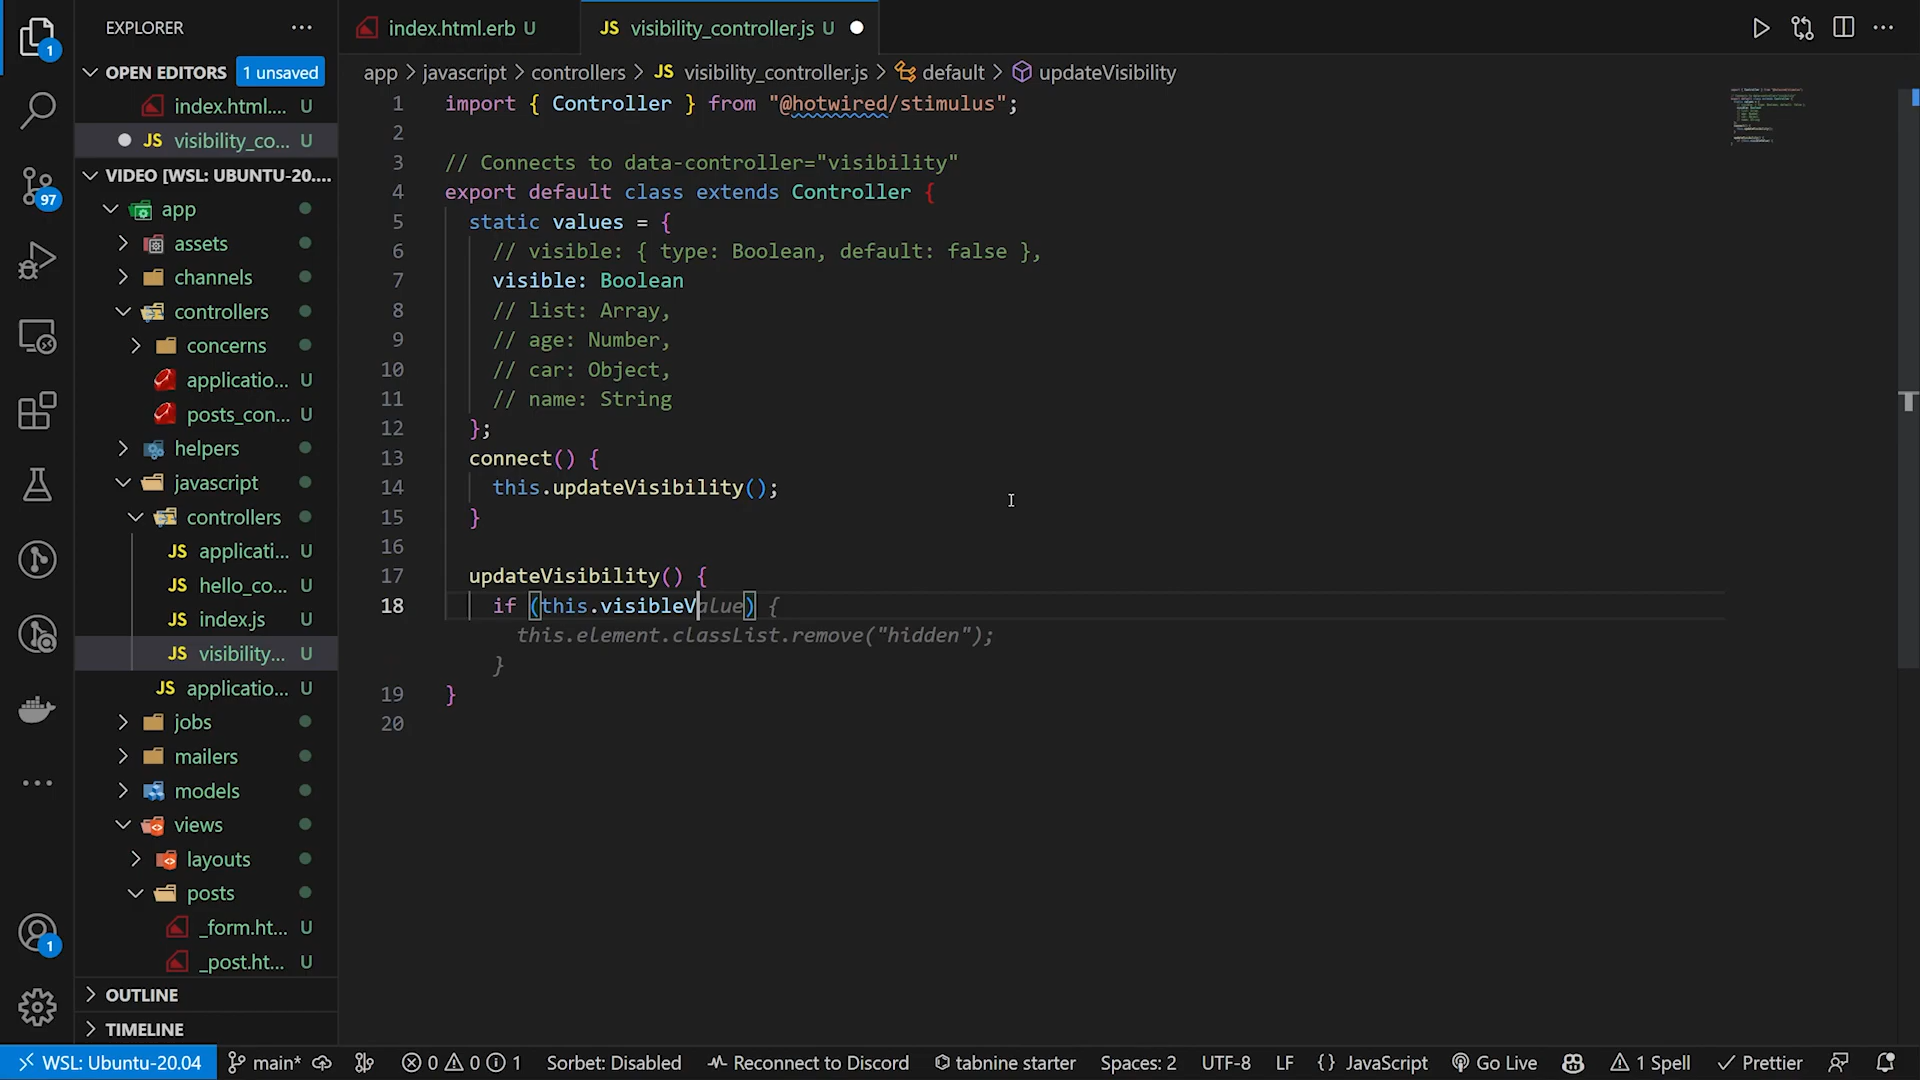 EXPLORER
index.html.erb U
JS visibility_controller.js U
1
OPEN EDITORS 1 unsaved
index.html.... U
JS visibility_co... U
VIDEO [WSL: UBUNTU-20....
app
assets
channels
controllers
concerns
applicatio... U
posts_con... U
helpers
javascript
controllers
JS applicati... U
JS hello_co... U
JS index.js U
JS visibility... U
JS applicatio... U
jobs
mailers
models
views
layouts
posts
_form.ht... U
_post.ht... U
OUTLINE
TIMELINE
97
1
app > javascript > controllers > JS visibility_controller.js > default > updateVisibility
1 import { Controller } from "@hotwired/stimulus";
2
3 // Connects to data-controller="visibility"
4 export default class extends Controller {
5 static values = {
6 // visible: { type: Boolean, default: false },
7 visible: Boolean
8 // list: Array,
9 // age: Number,
10 // car: Object,
11 // name: String
12 };
13 connect() {
14 this.updateVisibility();
15 }
16
17 updateVisibility() {
18 if (this.visibleValue) {
this.element.classList.remove("hidden");
}
19 }
20
WSL: Ubuntu-20.04 main* 0 0 1 Sorbet: Disabled Reconnect to Discord tabnine starter Spaces: 2 UTF-8 LF {} JavaScript Go Live 1 Spell Prettier